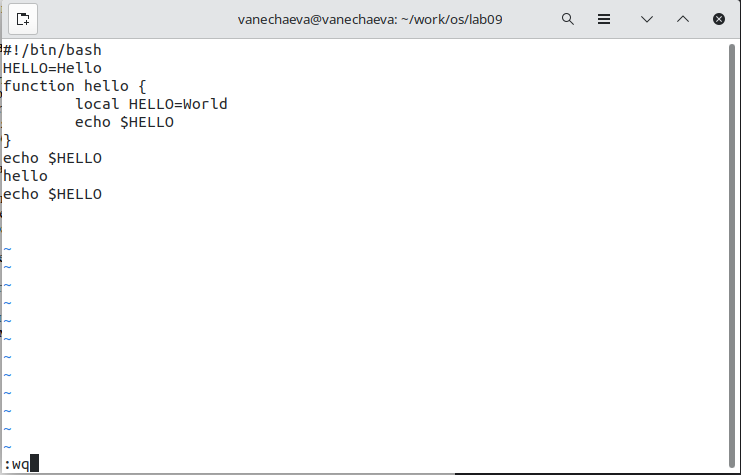 vanechaeva@vanechaeva: ~/work/os/lab09
#!/bin/bash
HELLO=Hello
function hello {
        local HELLO=World
        echo $HELLO
}
echo $HELLO
hello
echo $HELLO
~
~
~
~
~
~
~
~
~
~
~
~
:wq